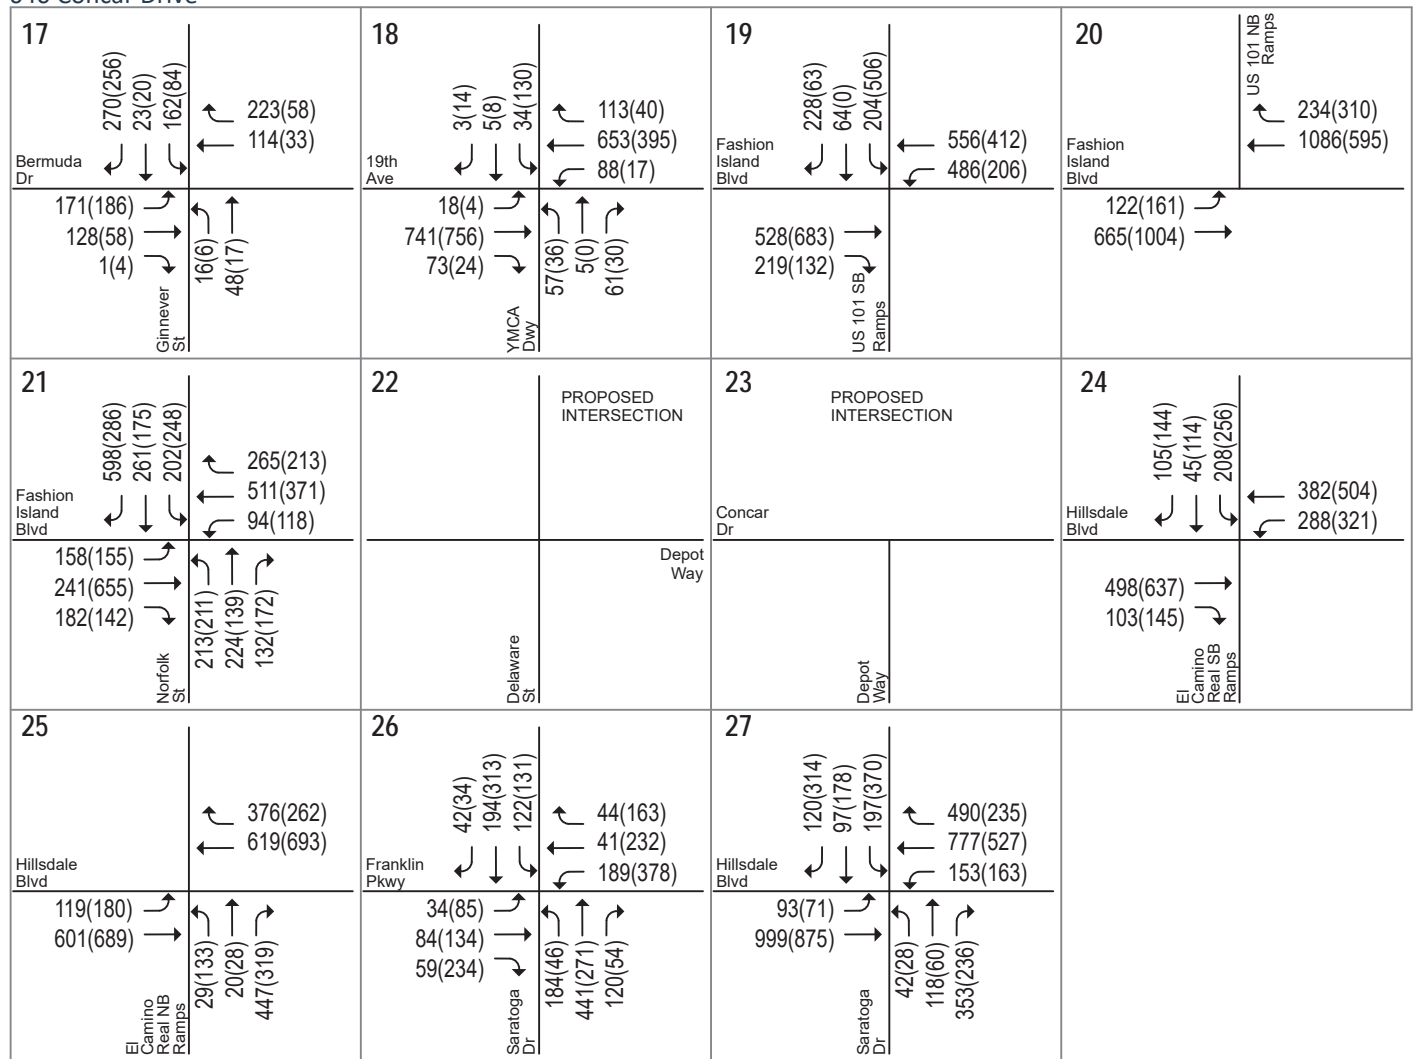 640 Concar Drive
17
270(256)
23(20)
162(84)
223(58)
114(33)
Bermuda
Dr
171(186)
128(58)
1(4)
16(6)
48(17)
Ginnever
St
18
3(14)
5(8)
34(130)
113(40)
653(395)
88(17)
19th
Ave
18(4)
741(756)
73(24)
57(36)
5(0)
61(30)
YMCA
Dwy
19
228(63)
64(0)
204(506)
556(412)
486(206)
Fashion
Island
Blvd
528(683)
219(132)
US 101 SB
Ramps
20
US 101 NB
Ramps
234(310)
1086(595)
Fashion
Island
Blvd
122(161)
665(1004)
21
598(286)
261(175)
202(248)
265(213)
511(371)
94(118)
Fashion
Island
Blvd
158(155)
241(655)
182(142)
213(211)
224(139)
132(172)
Norfolk
St
22
PROPOSED
INTERSECTION
Depot
Way
Delaware
St
23
PROPOSED
INTERSECTION
Concar
Dr
Depot
Way
24
105(144)
45(114)
208(256)
382(504)
288(321)
Hillsdale
Blvd
498(637)
103(145)
El
Camino
Real SB
Ramps
25
376(262)
619(693)
Hillsdale
Blvd
119(180)
601(689)
29(133)
20(28)
447(319)
El
Camino
Real NB
Ramps
26
42(34)
194(313)
122(131)
44(163)
41(232)
189(378)
Franklin
Pkwy
34(85)
84(134)
59(234)
184(46)
441(271)
120(54)
Saratoga
Dr
27
120(314)
97(178)
197(370)
490(235)
777(527)
153(163)
Hillsdale
Blvd
93(71)
999(875)
42(28)
118(60)
353(236)
Saratoga
Dr